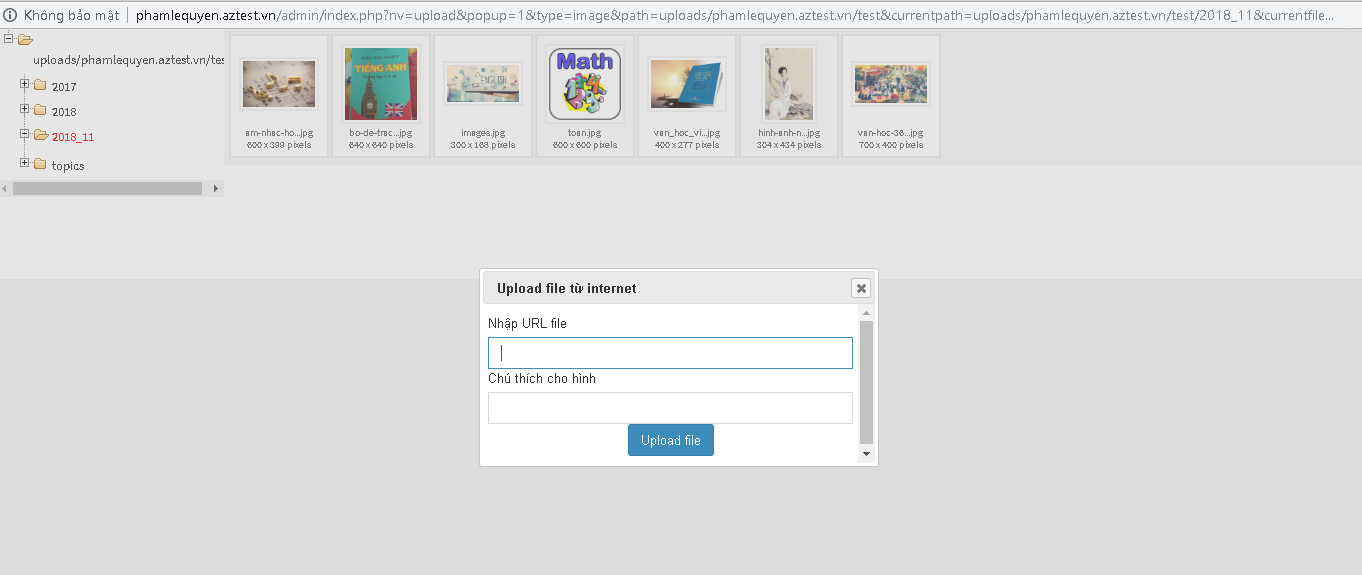 Không bảo mật | phamlequyen.aztest.vn/admin/index.php?nv=upload&popup=1&type=image&path=uploads/phamlequyen.aztest.vn/test&currentpath=uploads/phamlequyen.aztest.vn/test/2018_11&currentfile...
uploads/phamlequyen.aztest.vn/tes
2017
2018
2018_11
topics
TIẾNG ANH
ENGLISH
Math
am-nhac-ho...jpg
600 x 399 pixels
bo-de-trac...jpg
640 x 640 pixels
images.jpg
300 x 168 pixels
toan.jpg
600 x 600 pixels
van_hoc_vi...jpg
400 x 277 pixels
hinh-anh-n...jpg
304 x 434 pixels
van-hoc-36...jpg
700 x 400 pixels
Upload file từ internet
Nhập URL file
Chú thích cho hình
Upload file